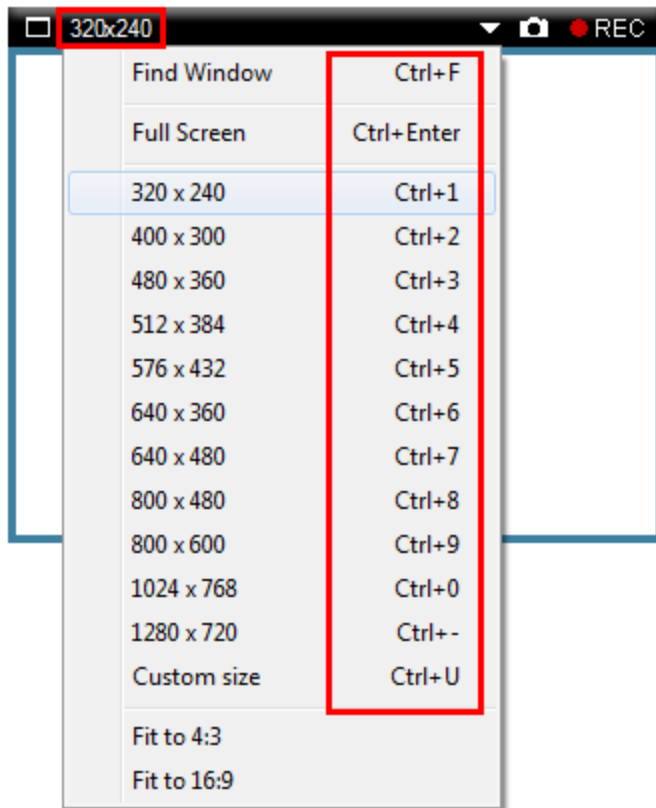 320x240 REC
Find Window Ctrl+F
Full Screen Ctrl+Enter
320 x 240 Ctrl+1
400 x 300 Ctrl+2
480 x 360 Ctrl+3
512 x 384 Ctrl+4
576 x 432 Ctrl+5
640 x 360 Ctrl+6
640 x 480 Ctrl+7
800 x 480 Ctrl+8
800 x 600 Ctrl+9
1024 x 768 Ctrl+0
1280 x 720 Ctrl+-
Custom size Ctrl+U
Fit to 4:3
Fit to 16:9